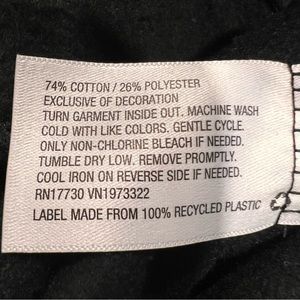 74% COTTON / 26% POLYESTER
EXCLUSIVE OF DECORATION
TURN GARMENT INSIDE OUT. MACHINE WASH
COLD WITH LIKE COLORS. GENTLE CYCLE.
ONLY NON-CHLORINE BLEACH IF NEEDED.
TUMBLE DRY LOW. REMOVE PROMPTLY.
COOL IRON ON REVERSE SIDE IF NEEDED.
RN17730 VN1973322
LABEL MADE FROM 100% RECYCLED PLASTIC